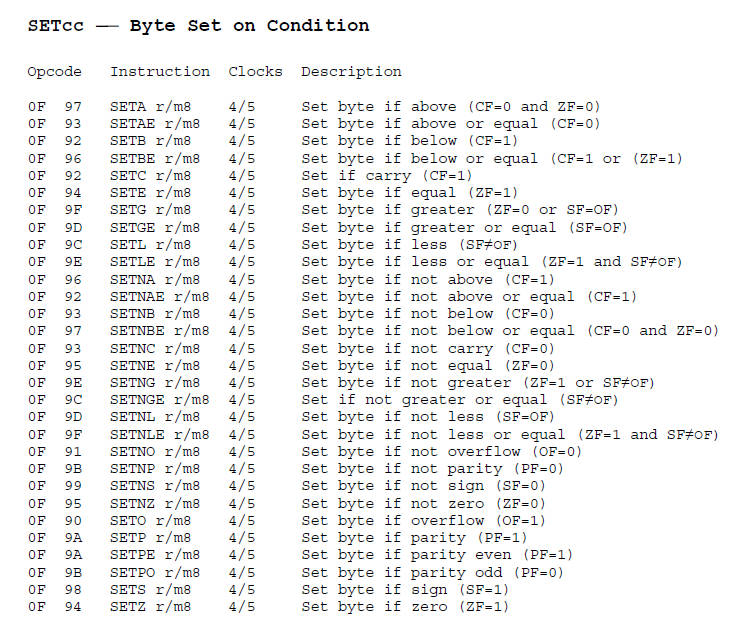 SETcc –– Byte Set on Condition
Opcode Instruction Clocks Description
0F 97 SETA r/m8 4/5 Set byte if above (CF=0 and ZF=0)
0F 93 SETAE r/m8 4/5 Set byte if above or equal (CF=0)
0F 92 SETB r/m8 4/5 Set byte if below (CF=1)
0F 96 SETBE r/m8 4/5 Set byte if below or equal (CF=1 or (ZF=1)
0F 92 SETC r/m8 4/5 Set if carry (CF=1)
0F 94 SETE r/m8 4/5 Set byte if equal (ZF=1)
0F 9F SETG r/m8 4/5 Set byte if greater (ZF=0 or SF=OF)
0F 9D SETGE r/m8 4/5 Set byte if greater or equal (SF=OF)
0F 9C SETL r/m8 4/5 Set byte if less (SF≠OF)
0F 9E SETLE r/m8 4/5 Set byte if less or equal (ZF=1 and SF≠OF)
0F 96 SETNA r/m8 4/5 Set byte if not above (CF=1)
0F 92 SETNAE r/m8 4/5 Set byte if not above or equal (CF=1)
0F 93 SETNB r/m8 4/5 Set byte if not below (CF=0)
0F 97 SETNBE r/m8 4/5 Set byte if not below or equal (CF=0 and ZF=0)
0F 93 SETNC r/m8 4/5 Set byte if not carry (CF=0)
0F 95 SETNE r/m8 4/5 Set byte if not equal (ZF=0)
0F 9E SETNG r/m8 4/5 Set byte if not greater (ZF=1 or SF≠OF)
0F 9C SETNGE r/m8 4/5 Set if not greater or equal (SF≠OF)
0F 9D SETNL r/m8 4/5 Set byte if not less (SF=OF)
0F 9F SETNLE r/m8 4/5 Set byte if not less or equal (ZF=1 and SF≠OF)
0F 91 SETNO r/m8 4/5 Set byte if not overflow (OF=0)
0F 9B SETNP r/m8 4/5 Set byte if not parity (PF=0)
0F 99 SETNS r/m8 4/5 Set byte if not sign (SF=0)
0F 95 SETNZ r/m8 4/5 Set byte if not zero (ZF=0)
0F 90 SETO r/m8 4/5 Set byte if overflow (OF=1)
0F 9A SETP r/m8 4/5 Set byte if parity (PF=1)
0F 9A SETPE r/m8 4/5 Set byte if parity even (PF=1)
0F 9B SETPO r/m8 4/5 Set byte if parity odd (PF=0)
0F 98 SETS r/m8 4/5 Set byte if sign (SF=1)
0F 94 SETZ r/m8 4/5 Set byte if zero (ZF=1)